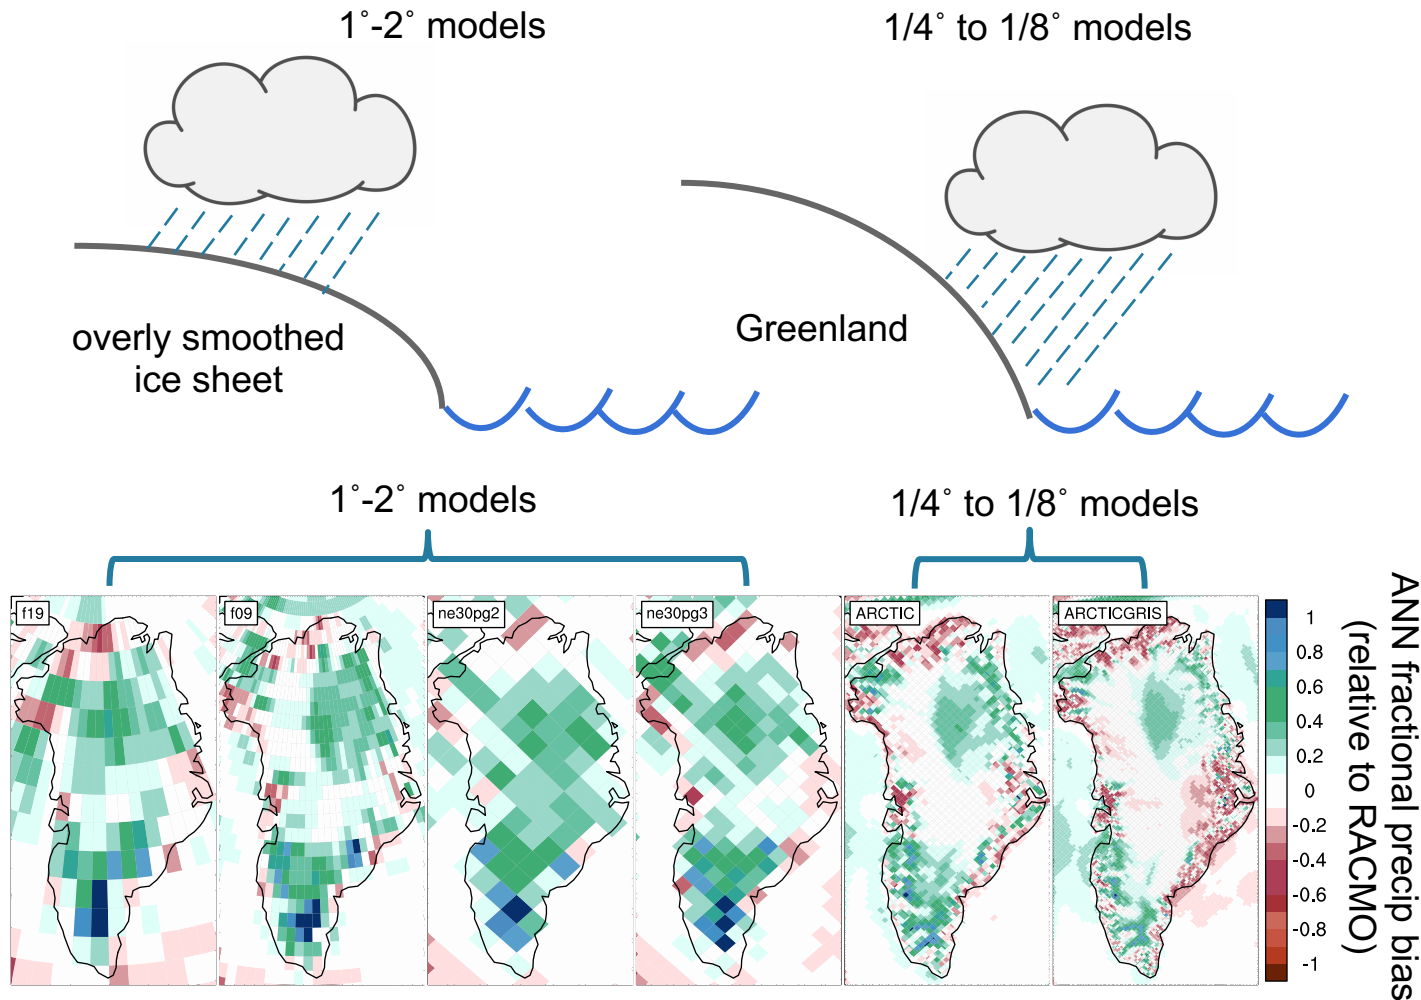 1˚-2˚ models
1/4˚ to 1/8˚ models
overly smoothed
ice sheet
Greenland
1˚-2˚ models
1/4˚ to 1/8˚ models
f19
f09
ne30pg2
ne30pg3
ARCTIC
ARCTICGRIS
1
0.8
0.6
0.4
0.2
0
-0.2
-0.4
-0.6
-0.8
-1
ANN fractional precip bias
(relative to RACMO)